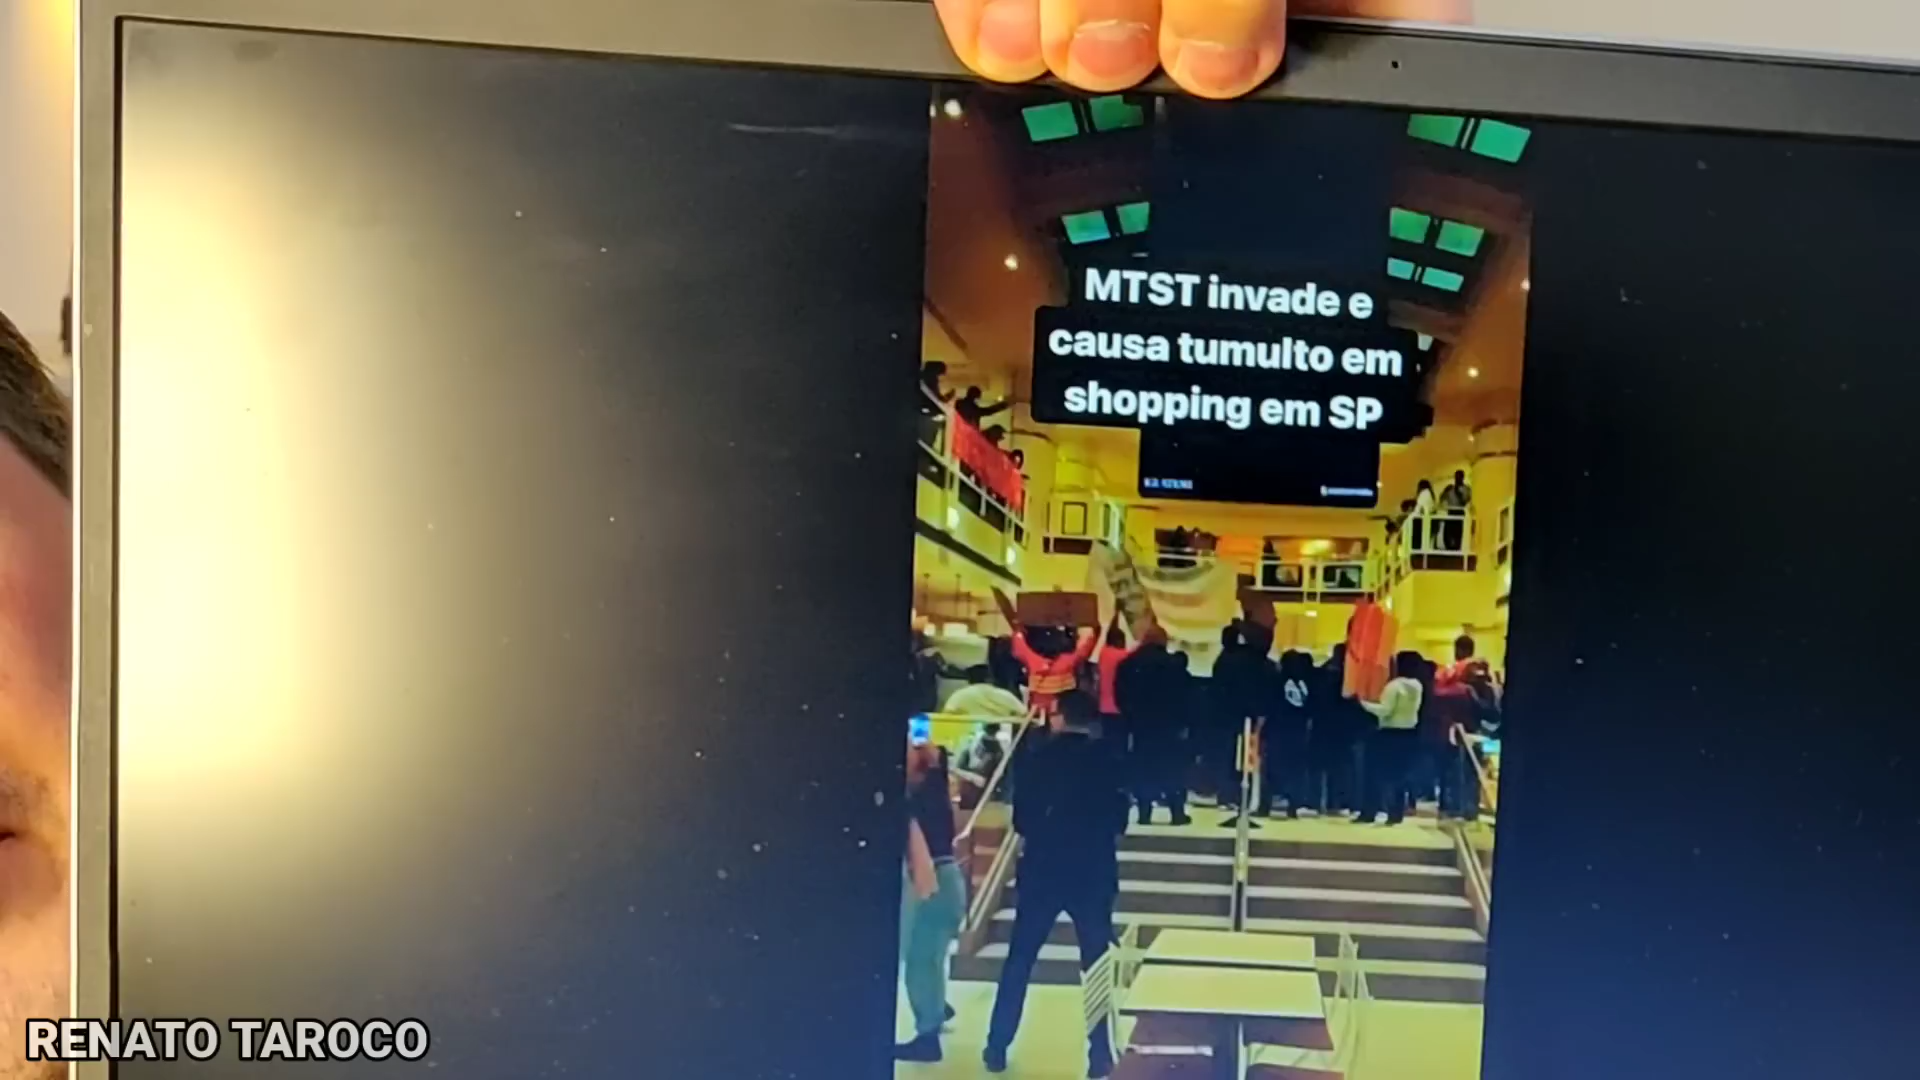 MTST invade e
causa tumulto em
shopping em SP
RENATO TAROCO